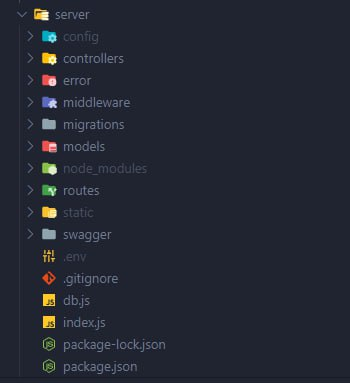 server
config
controllers
error
middleware
migrations
models
node_modules
routes
static
swagger
.env
.gitignore
db.js
index.js
package-lock.json
package.json